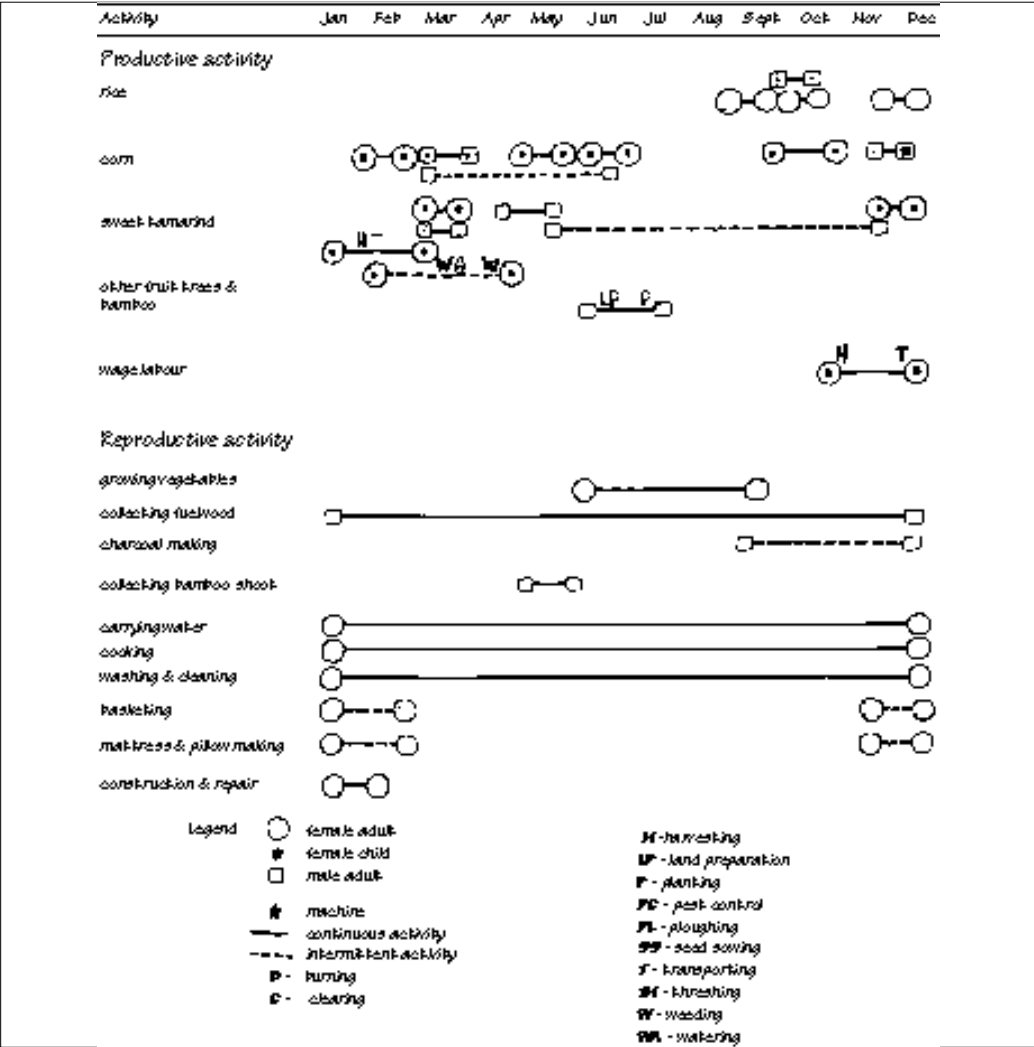 Activity Jan Feb Mar Apr May Jun Jul Aug Sept Oct Nov Dec
Productive activity
rice
corn
sweet tamarind
H
WA W
other fruit trees &
bamboo
LP P
wage labour
H T
Reproductive activity
growing vegetables
collecting fuelwood
charcoal making
collecting bamboo shoot
carrying water
cooking
washing & cleaning
basketing
mattress & pillow making
construction & repair
Legend
female adult
female child
male adult
machine
continuous activity
intermittent activity
burning
C - clearing
H - harvesting
LP - land preparation
P - planting
PC - pest control
PL - ploughing
SS - seed sowing
T - transporting
threshing
W - weeding
WA - watering